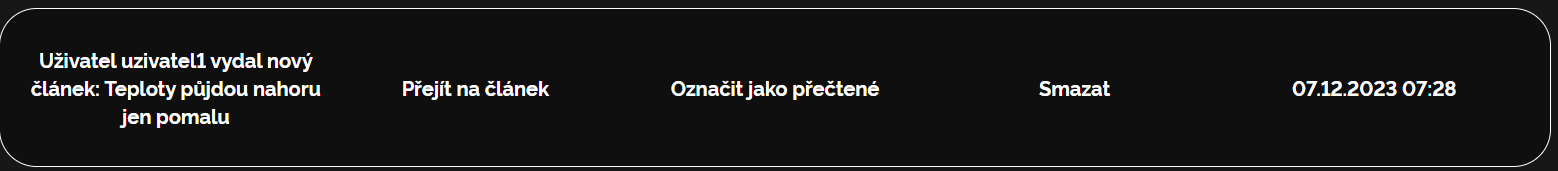 Uživatel uzivatel1 vydal nový
článek: Teploty půjdou nahoru
jen pomalu
Přejít na článek
Označit jako přečtené
Smazat
07.12.2023 07:28